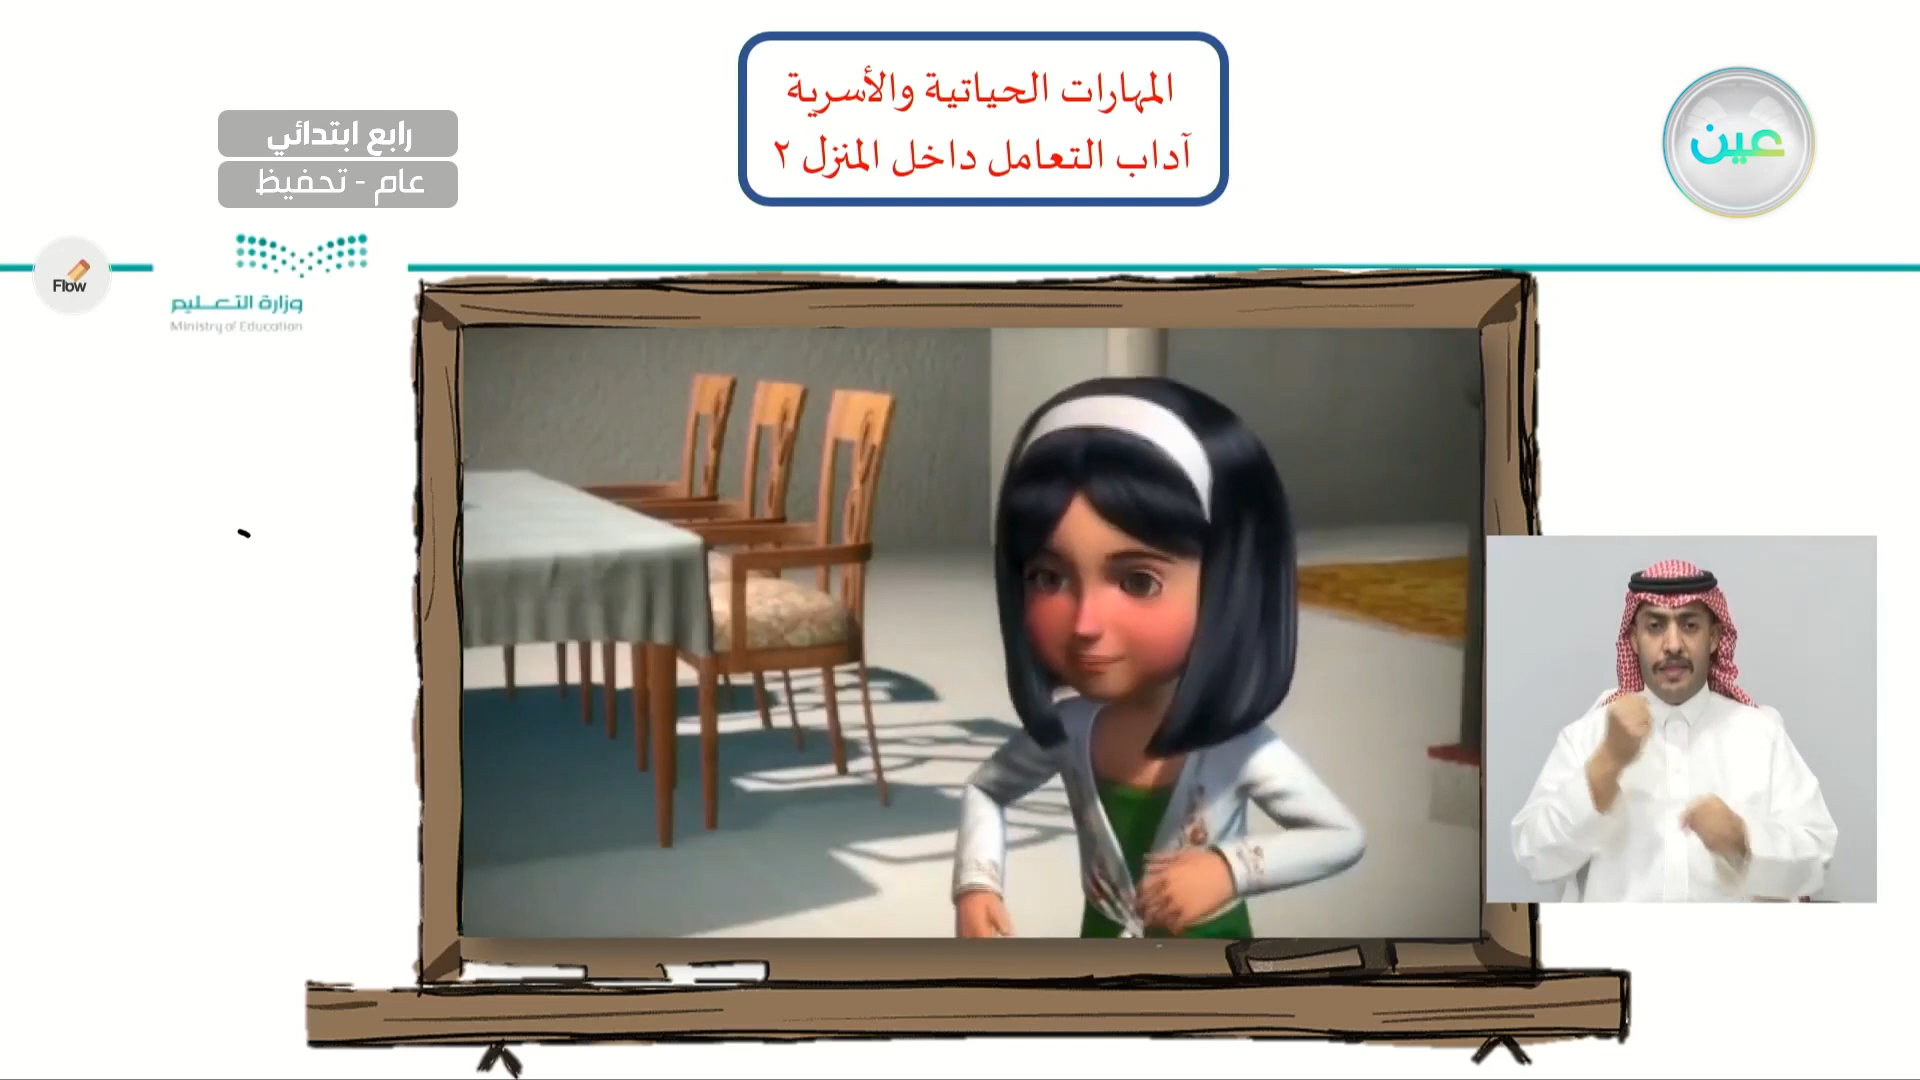 المهارات الحياتية والأسرية
آداب التعامل داخل المنزل ٢
عين
رابع ابتدائي
عام - تحفيظ
Flow
وزارة التعليم
Ministry of Education